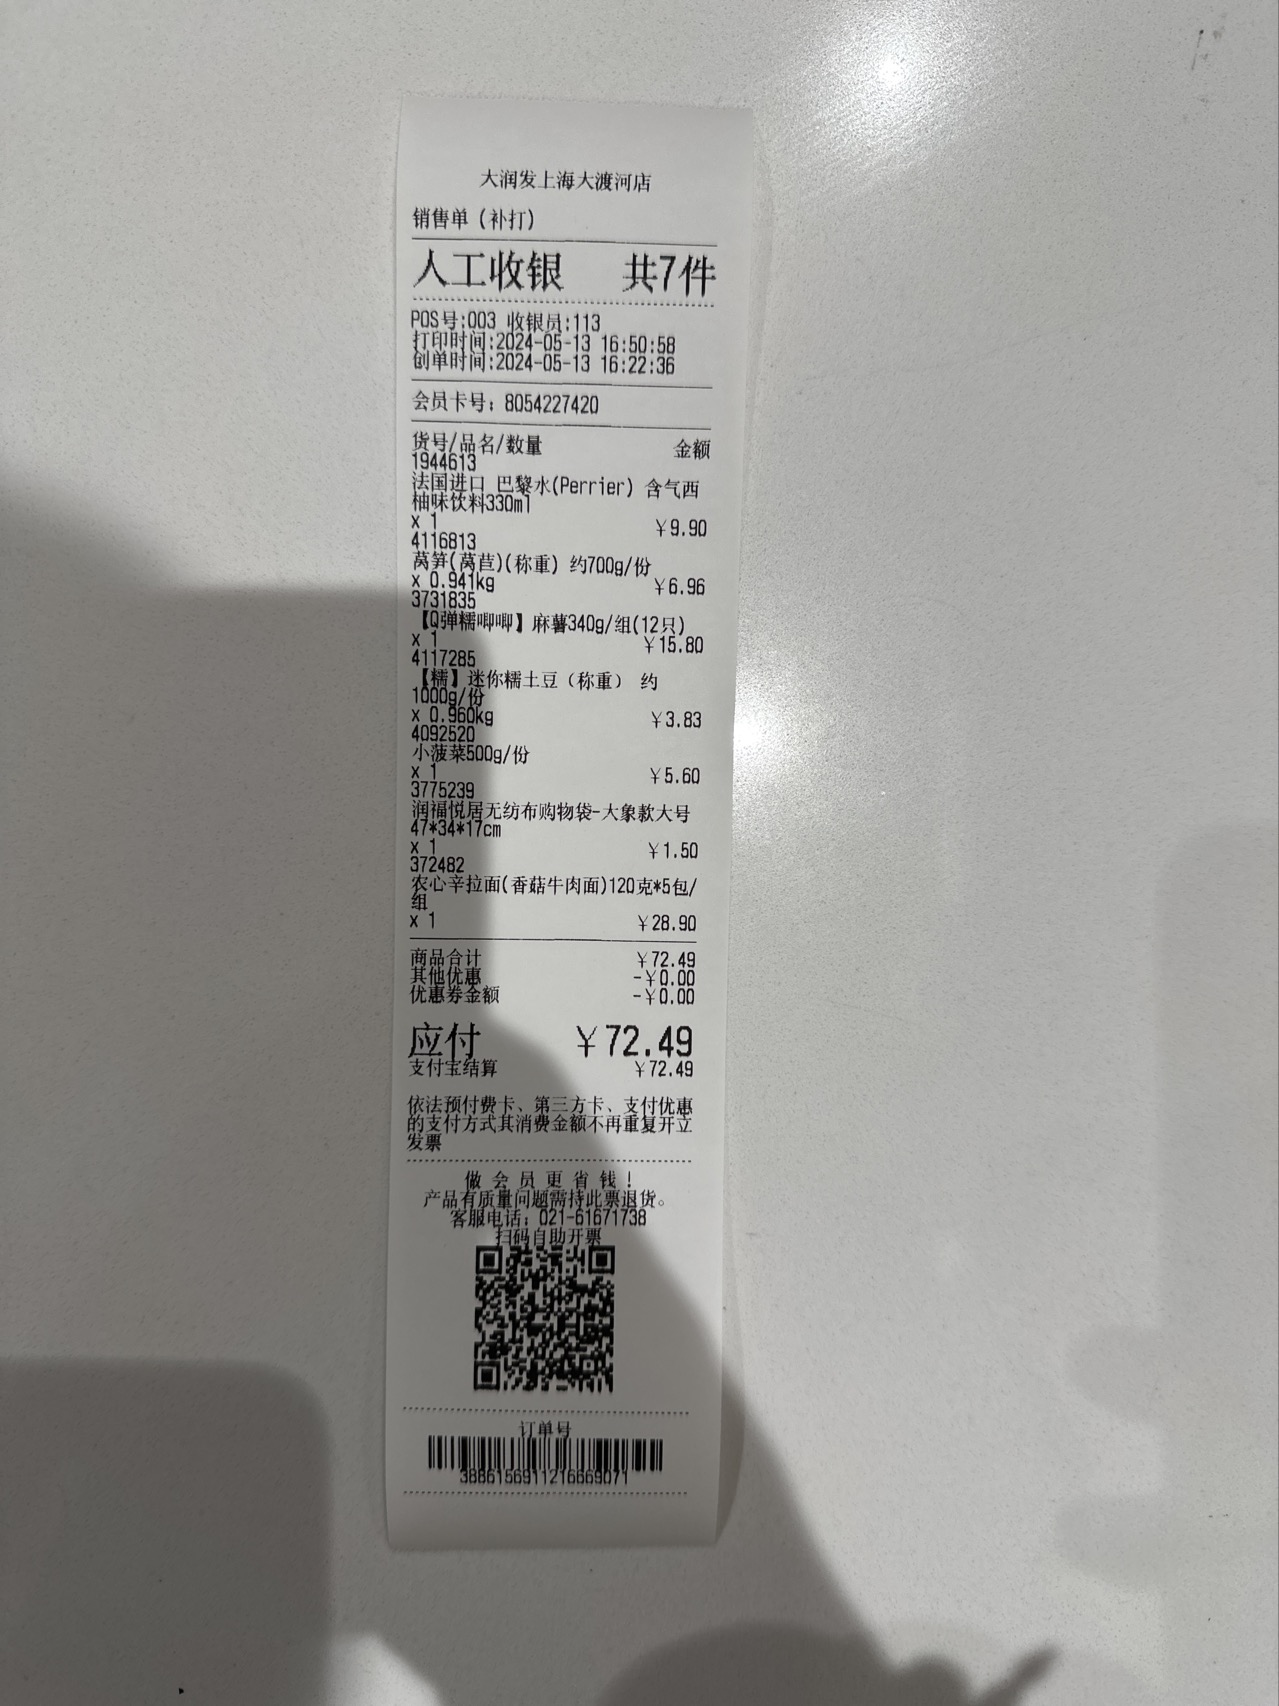 大润发上海大渡河店
销售单(补打)
人工收银 共7件
POS号:003 收银员:113
打印时间:2024-05-13 16:50:58
创单时间:2024-05-13 16:22:36
会员卡号: 8054227420
货号/品名/数量 金额
1944613
法国进口 巴黎水(Perrier) 含气西
柚味饮料330ml
x 1 ¥9.90
4116813
莴笋(莴苣)(称重) 约700g/份
x 0.941kg ¥6.96
3731835
【Q弹糯唧唧】麻薯340g/组(12只)
x 1 ¥15.80
4117285
【糯】迷你糯土豆（称重） 约
1000g/份
x 0.960kg ¥3.83
4092520
小菠菜500g/份
x 1 ¥5.60
3775239
润福悦居无纺布购物袋-大象款大号
47*34*17cm
x 1 ¥1.50
372482
农心辛拉面(香菇牛肉面)120克*5包/
组
x 1 ¥28.90
商品合计 ¥72.49
其他优惠 -¥0.00
优惠券金额 -¥0.00
应付 ¥72.49
支付宝结算 ¥72.49
依法预付费卡、第三方卡、支付优惠
的支付方式其消费金额不再重复开立
发票
做会员更省钱!
产品有质量问题需持此票退货。
客服电话: 021-61671738
扫码自助开票
订单号
3886156911216669071